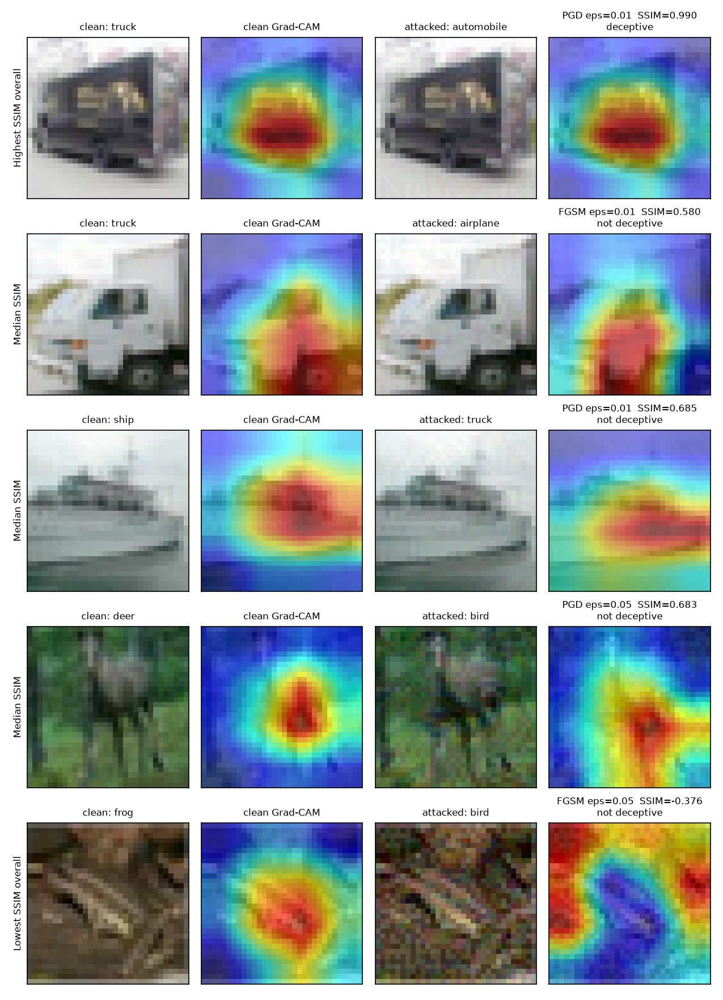 clean: truck
clean Grad-CAM
attacked: automobile
PGD eps=0.01  SSIM=0.990
deceptive
Highest SSIM overall
clean: truck
clean Grad-CAM
attacked: airplane
FGSM eps=0.01  SSIM=0.580
not deceptive
Median SSIM
clean: ship
clean Grad-CAM
attacked: truck
PGD eps=0.01  SSIM=0.685
not deceptive
Median SSIM
clean: deer
clean Grad-CAM
attacked: bird
PGD eps=0.05  SSIM=0.683
not deceptive
Median SSIM
clean: frog
clean Grad-CAM
attacked: bird
FGSM eps=0.05  SSIM=-0.376
not deceptive
Lowest SSIM overall